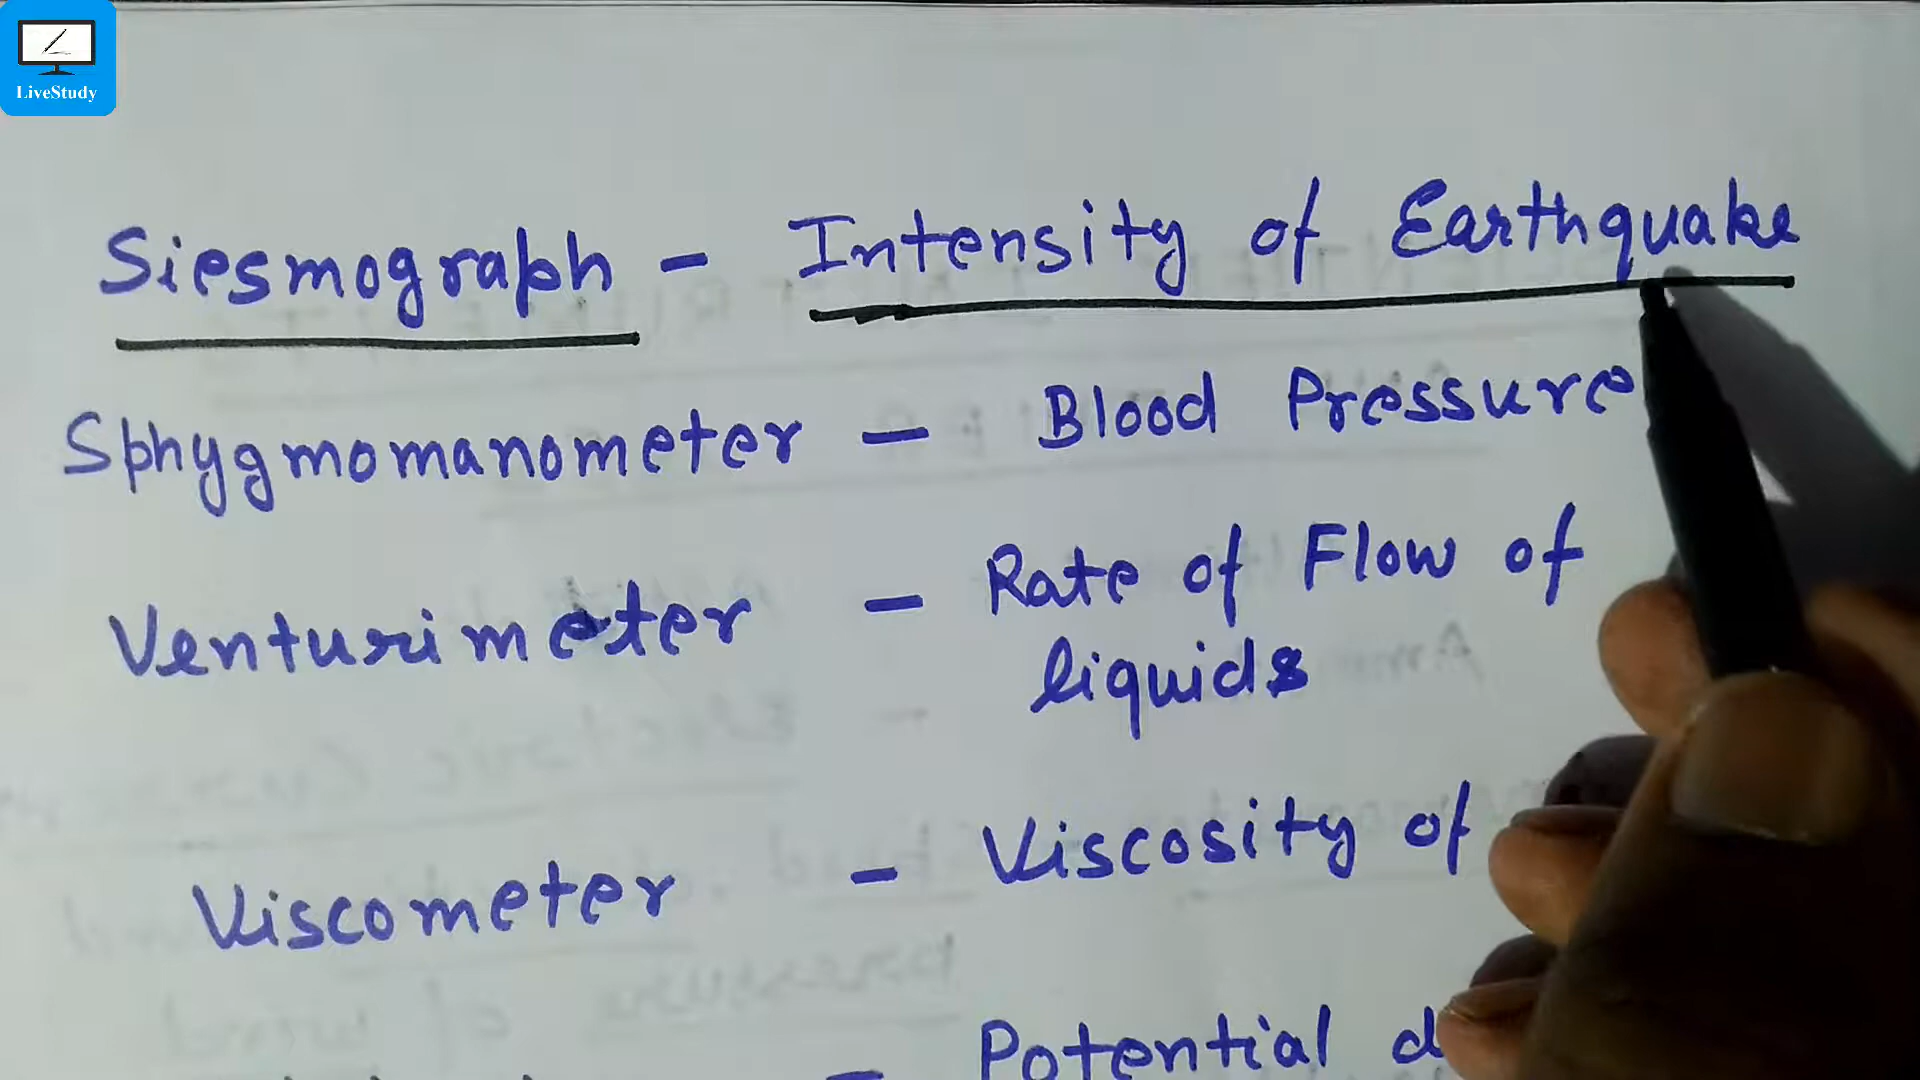 LiveStudy
Siesmograph - Intensity of Earthquake
Sphygmomanometer - Blood Pressure
Venturimeter - Rate of Flow of
liquids
Viscometer - Viscosity of
- Potential